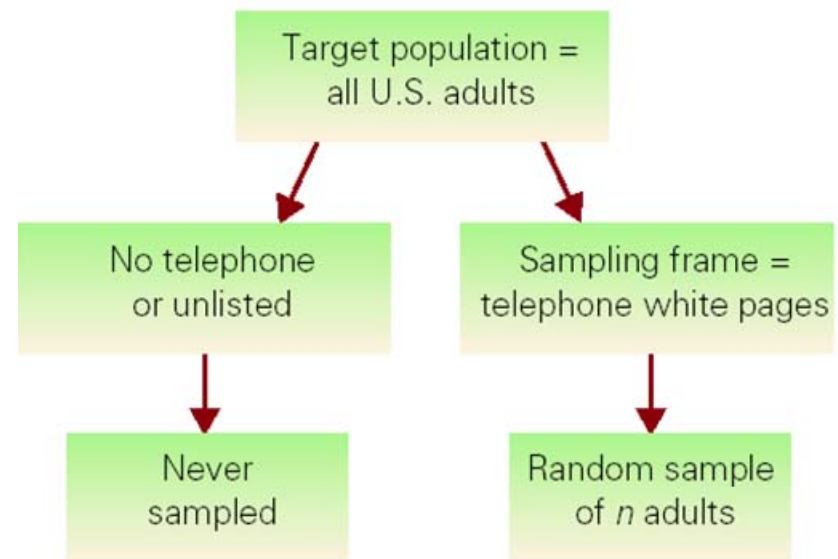 Target population =
all U.S. adults
No telephone
or unlisted
Sampling frame =
telephone white pages
Never
sampled
Random sample
of n adults